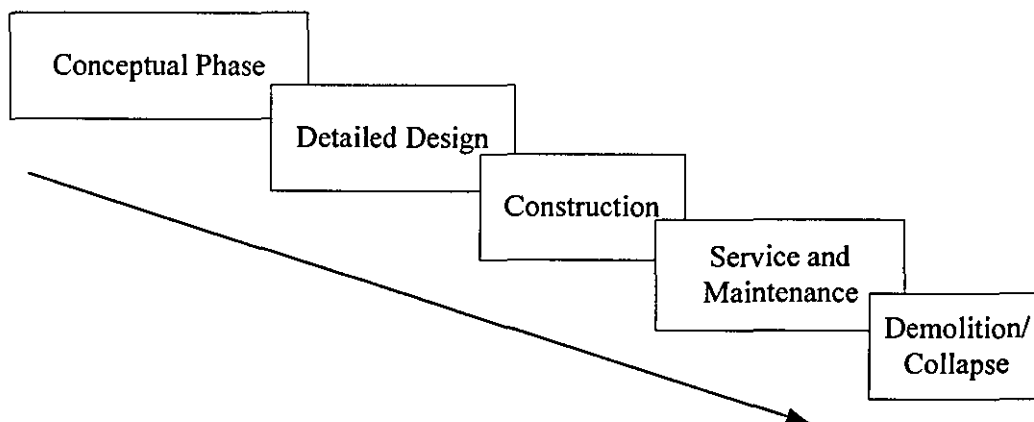 Conceptual Phase
Detailed Design
Construction
Service and
Maintenance
Demolition/
Collapse